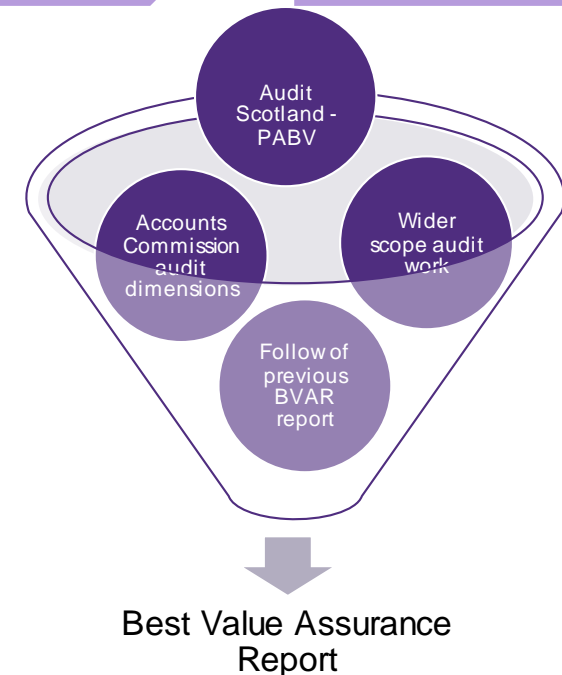 Audit
Scotland -
PABV
Accounts
Commission
audit
dimensions
Wider
scope audit
work
Follow of
previous
BVAR
report
Best Value Assurance
Report